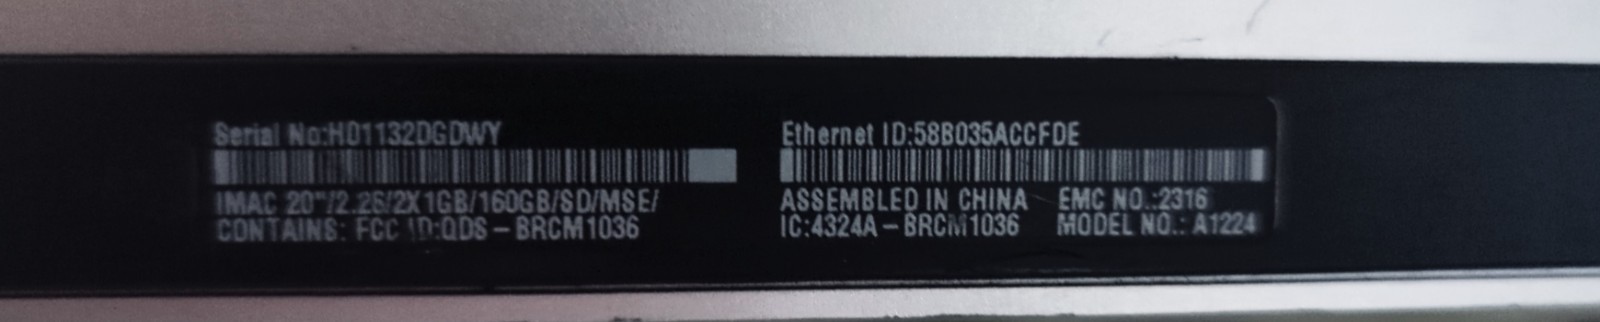 Serial No:H01132DGDWY
IMAC 20"/2.26/2X1GB/160GB/SD/MSE/
CONTAINS: FCC ID:QDS - BRCM1036
Ethernet ID:58B035ACCFDE
ASSEMBLED IN CHINA EMC NO.:2316
IC:4324A - BRCM1036 MODEL NO.: A1224